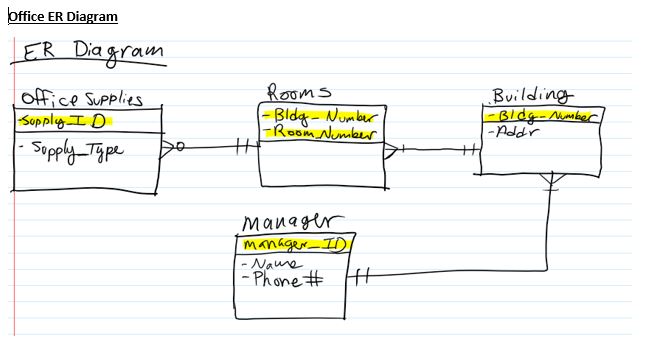 Office ER Diagram
ER Diagram
Office Supplies
-Supply_ID
- Supply_Type
Rooms
- Bldg_Number
- Room_Number
Building
- Bldg_Number
- Addr
Manager
manager_ID
- Name
- Phone #